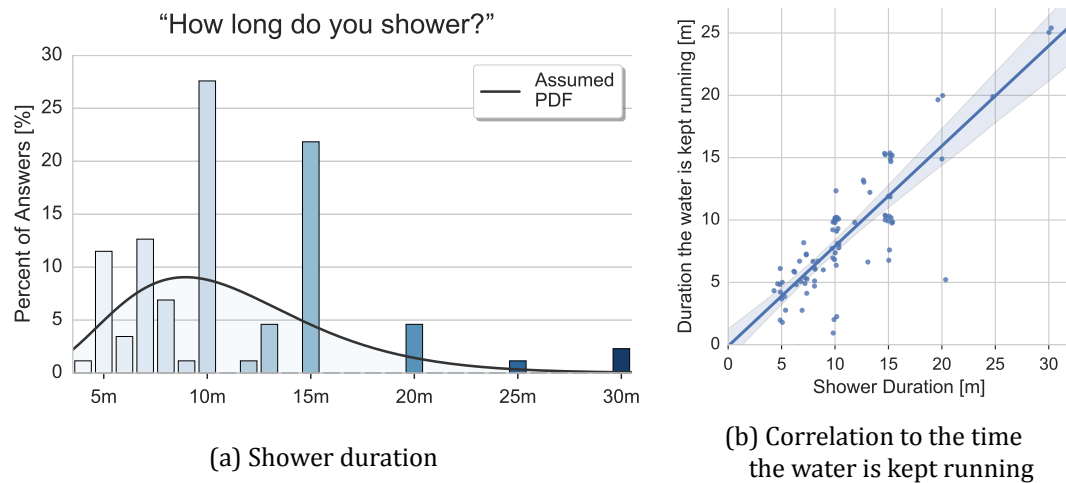 “How long do you shower?”
Percent of Answers [%]
30
25
20
15
10
5
0
Assumed
PDF
5m
10m
15m
20m
25m
30m
(a) Shower duration
Duration the water is kept running [m]
25
20
15
10
5
0
0
5
10
15
20
25
30
Shower Duration [m]
(b) Correlation to the time
the water is kept running